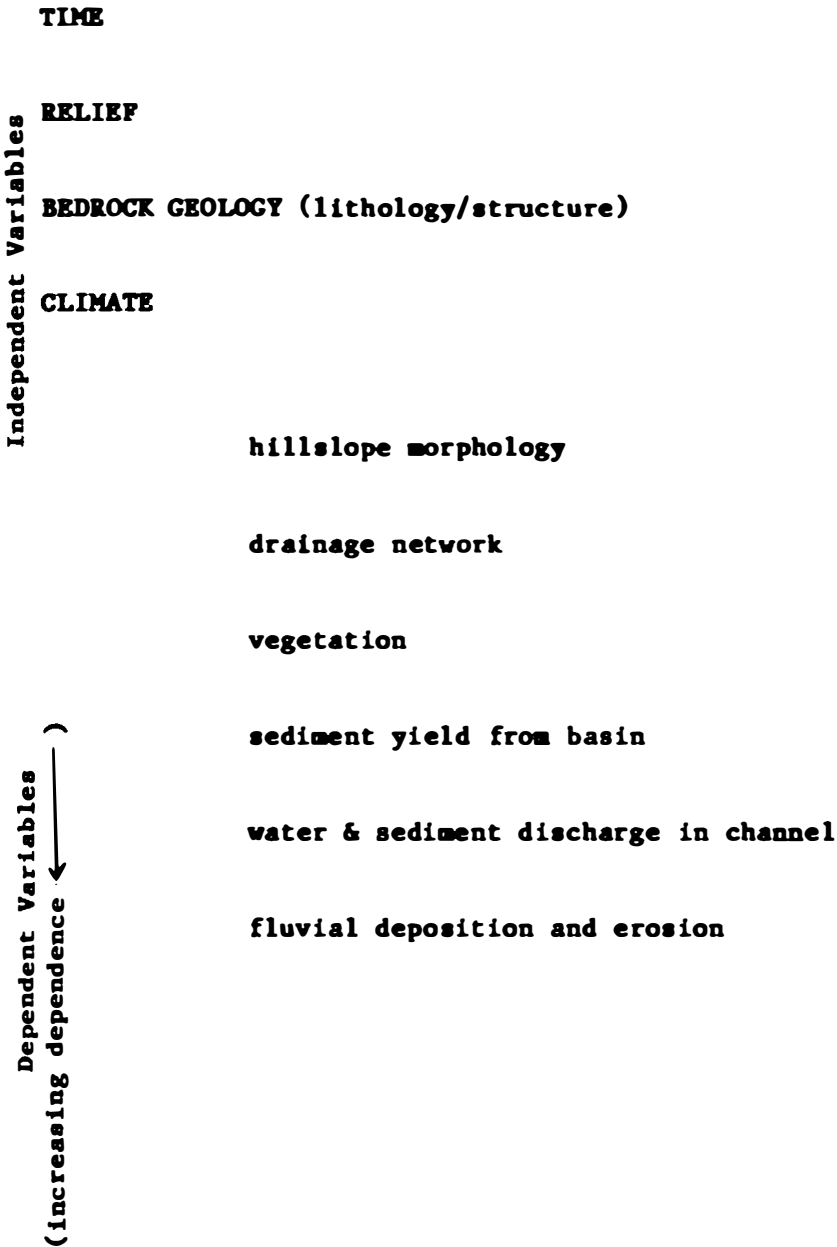 TIME
RELIEF
BEDROCK GEOLOGY (lithology/structure)
CLIMATE
Independent Variables
hillslope morphology
drainage network
vegetation
sediment yield from basin
water & sediment discharge in channel
fluvial deposition and erosion
Dependent Variables
(increasing dependence ⟶)